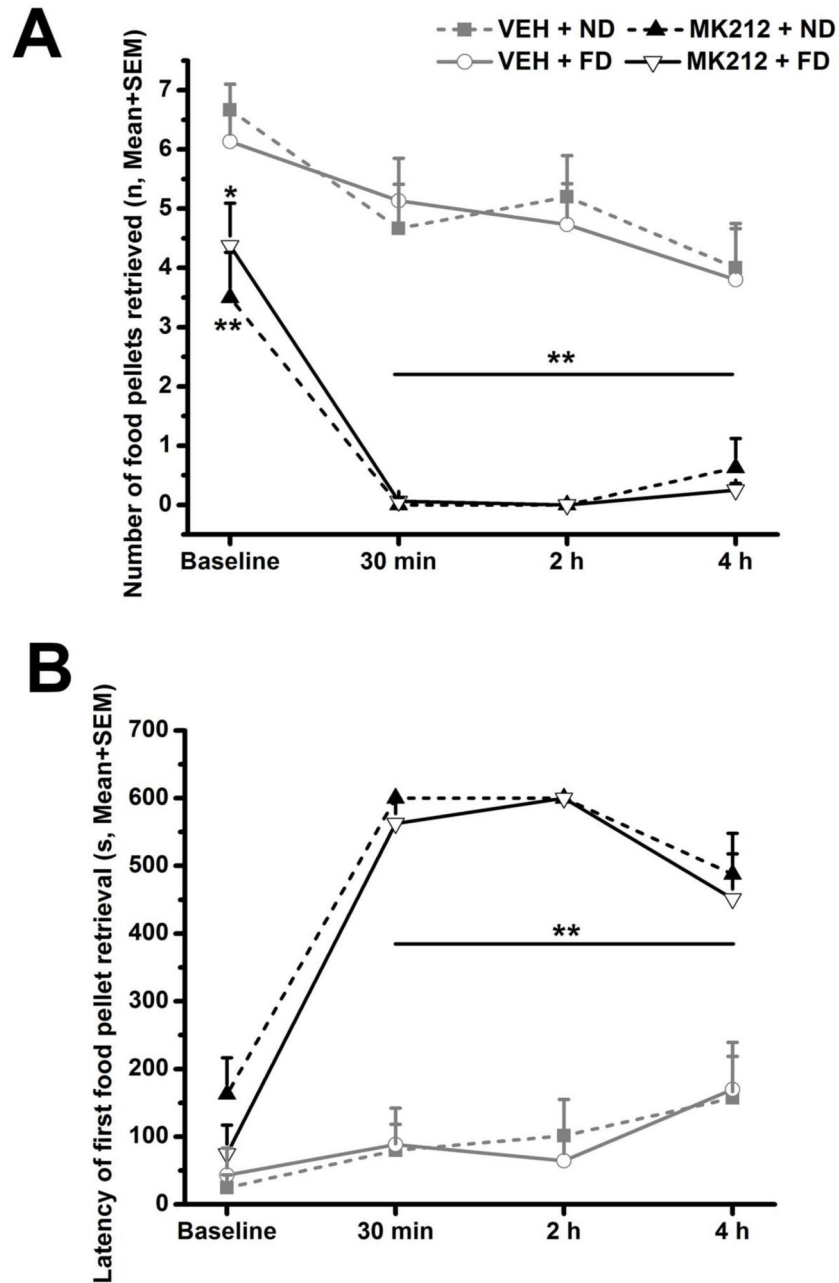 A
VEH + ND
MK212 + ND
VEH + FD
MK212 + FD
Number of food pellets retrieved (n, Mean+SEM)
7
6
5
4
3
2
1
0
*
**
**
Baseline
30 min
2 h
4 h
B
Latency of first food pellet retrieval (s, Mean+SEM)
700
600
500
400
300
200
100
0
**
Baseline
30 min
2 h
4 h